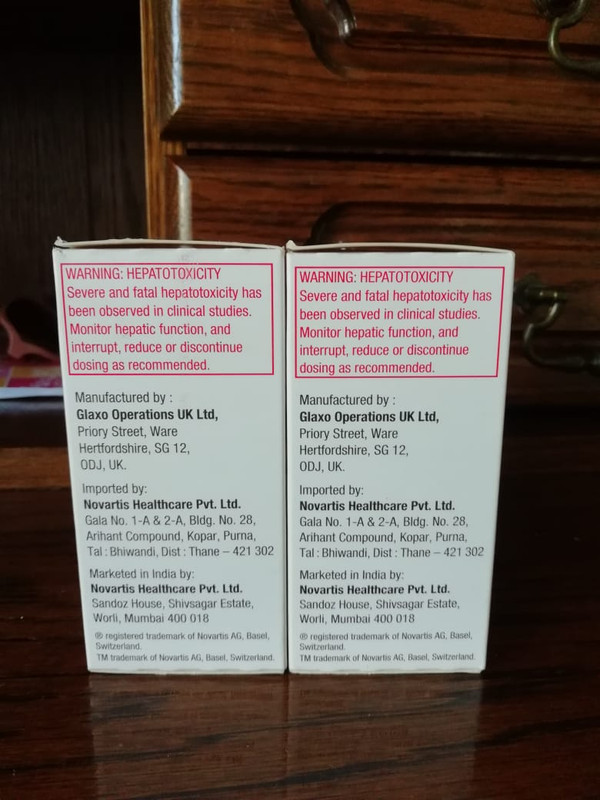 WARNING: HEPATOTOXICITY
Severe and fatal hepatotoxicity has
been observed in clinical studies.
Monitor hepatic function, and
interrupt, reduce or discontinue
dosing as recommended.
Manufactured by :
Glaxo Operations UK Ltd,
Priory Street, Ware
Hertfordshire, SG 12,
ODJ, UK.
Imported by:
Novartis Healthcare Pvt. Ltd.
Gala No. 1-A & 2-A, Bldg. No. 28,
Arihant Compound, Kopar, Purna,
Tal : Bhiwandi, Dist : Thane – 421 302
Marketed in India by:
Novartis Healthcare Pvt. Ltd.
Sandoz House, Shivsagar Estate,
Worli, Mumbai 400 018
® registered trademark of Novartis AG, Basel,
Switzerland.
TM trademark of Novartis AG, Basel, Switzerland.
WARNING: HEPATOTOXICITY
Severe and fatal hepatotoxicity has
been observed in clinical studies.
Monitor hepatic function, and
interrupt, reduce or discontinue
dosing as recommended.
Manufactured by :
Glaxo Operations UK Ltd,
Priory Street, Ware
Hertfordshire, SG 12,
ODJ, UK.
Imported by:
Novartis Healthcare Pvt. Ltd.
Gala No. 1-A & 2-A, Bldg. No. 28,
Arihant Compound, Kopar, Purna,
Tal : Bhiwandi, Dist : Thane – 421 302
Marketed in India by:
Novartis Healthcare Pvt. Ltd.
Sandoz House, Shivsagar Estate,
Worli, Mumbai 400 018
® registered trademark of Novartis AG, Basel,
Switzerland.
TM trademark of Novartis AG, Basel, Switzerland.